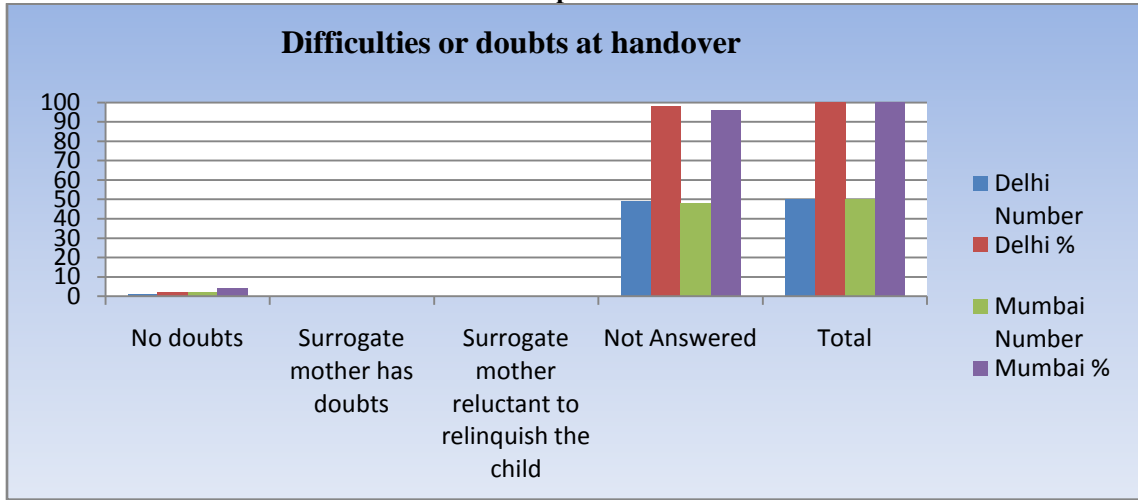 Difficulties or doubts at handover
100
90
80
70
60
50
40
30
20
10
0
No doubts
Surrogate
mother has
doubts
Surrogate
mother
reluctant to
relinquish the
child
Not Answered
Total
Delhi
Number
Delhi %
Mumbai
Number
Mumbai %